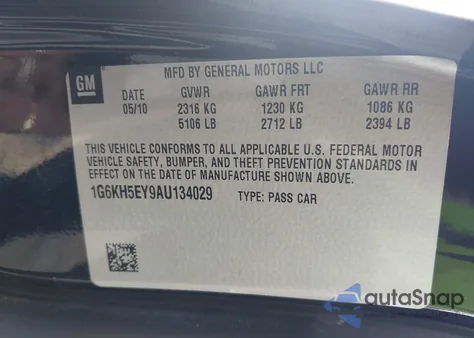 GM
MFD BY GENERAL MOTORS LLC
DATE GVWR GAWR FRT GAWR RR
05/10 2316 KG 1230 KG 1086 KG
5106 LB 2712 LB 2394 LB
THIS VEHICLE CONFORMS TO ALL APPLICABLE U.S. FEDERAL MOTOR
VEHICLE SAFETY, BUMPER, AND THEFT PREVENTION STANDARDS IN
EFFECT ON THE DATE OF MANUFACTURE SHOWN ABOVE.
1G6KH5EY9AU134029 TYPE: PASS CAR
autaSnap